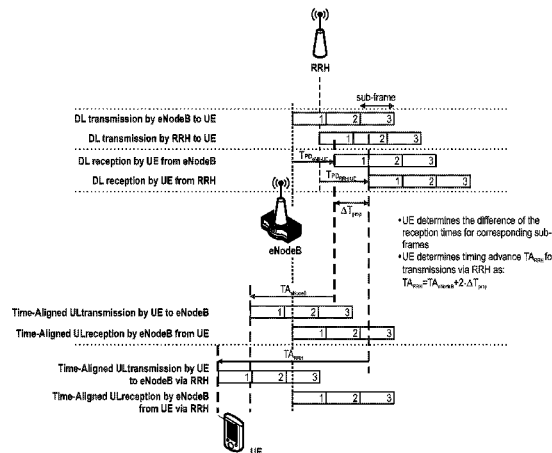 RRH
sub-frame
DL transmission by eNodeB to UE
1 2 3
DL transmission by RRH to UE
1 2 3
DL reception by UE from eNodeB
1 2 3
DL reception by UE from RRH
1 2 3
ΔT_prop
eNodeB
•UE determines the difference of the
reception times for corresponding sub-
frames
•UE determines timing advance TA_RRH fo
transmissions via RRH as:
TA_RRH=TA_eNodeB+2·ΔT_prop
TA_eNodeB
Time-Aligned ULtransmission by UE to eNodeB
1 2 3
Time-Aligned ULreception by eNodeB from UE
1 2 3
TA_RRH
Time-Aligned ULtransmission by UE
to eNodeB via RRH
1 2 3
Time-Aligned ULreception by eNodeB
from UE via RRH
1 2 3
UE